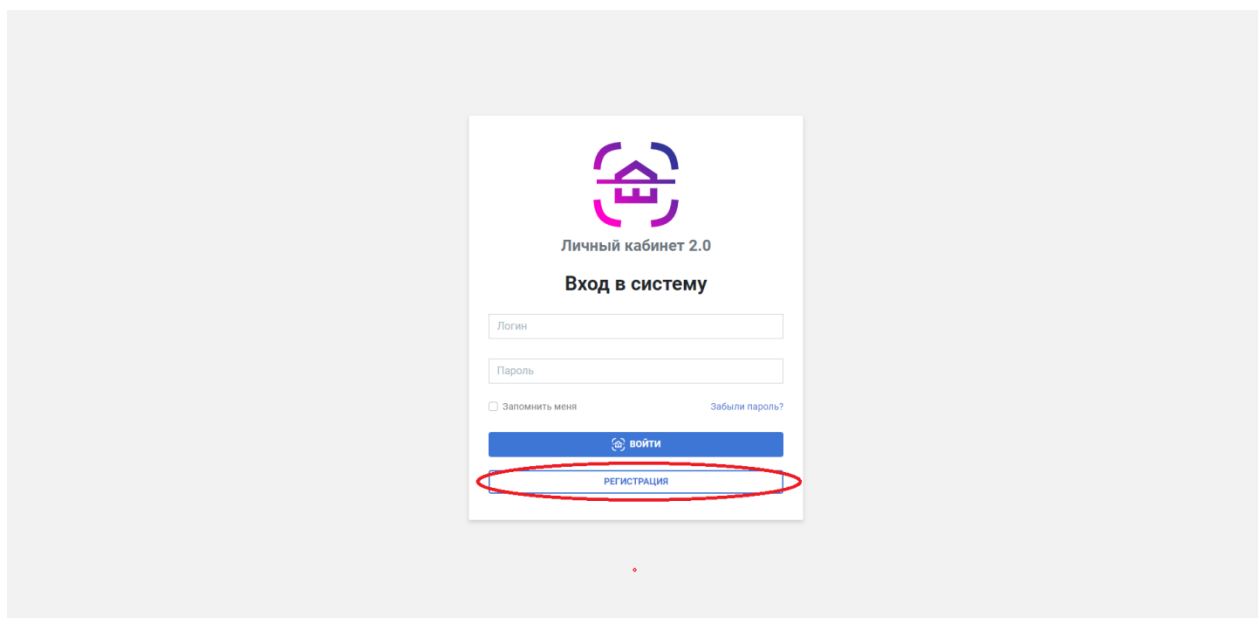 Личный кабинет 2.0
Вход в систему
Логин
Пароль
Запомнить меня Забыли пароль?
ВОЙТИ
РЕГИСТРАЦИЯ